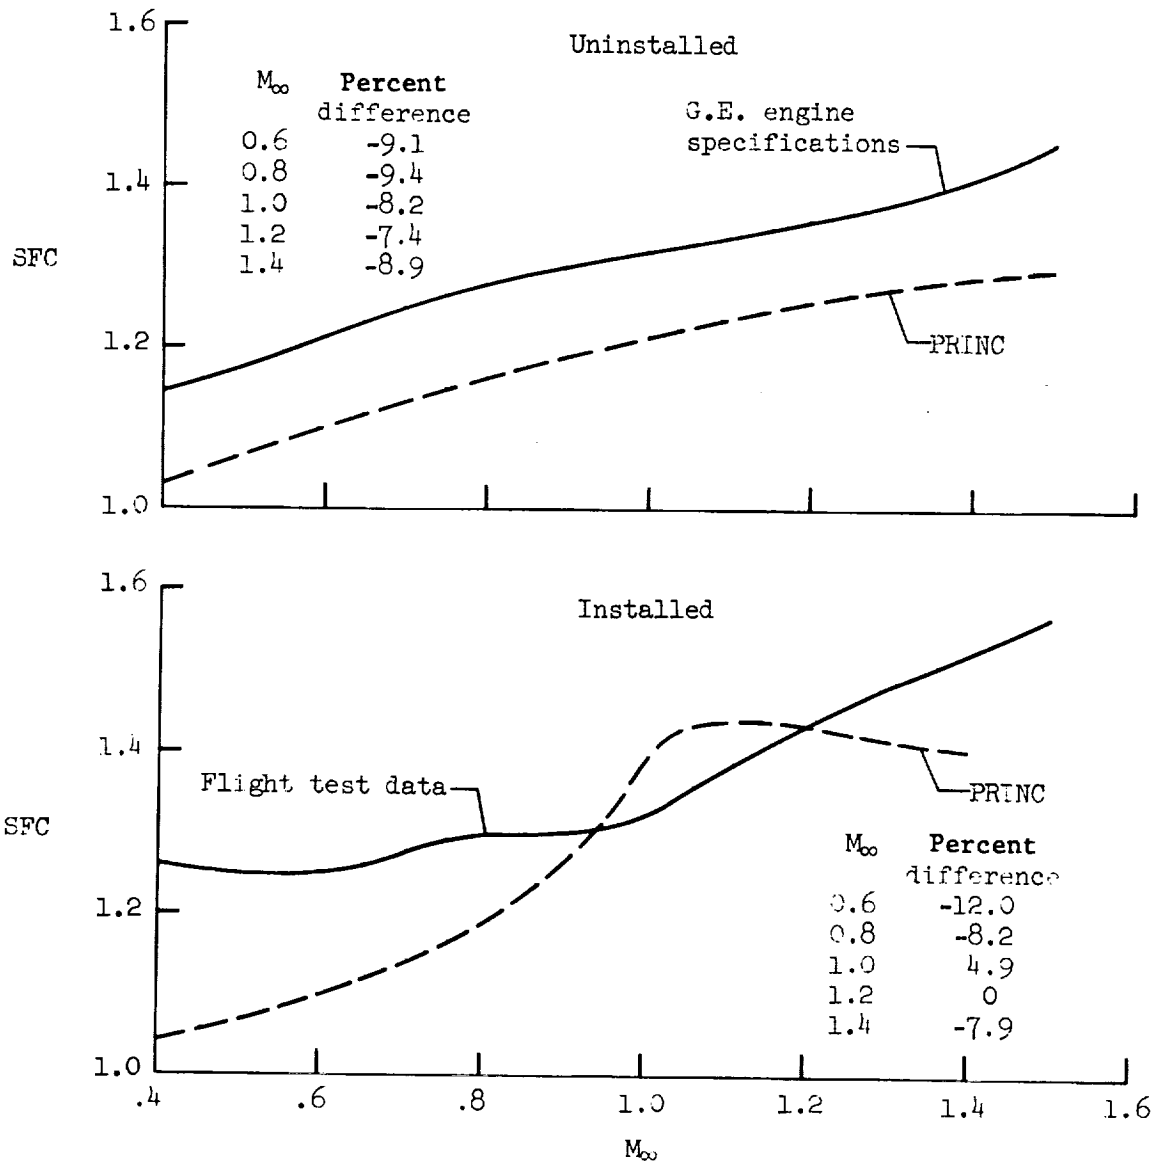 1.6
Uninstalled
M∞ Percent
difference
0.6 -9.1
0.8 -9.4
1.0 -8.2
1.2 -7.4
1.4 -8.9
G.E. engine
specifications
1.4
SFC
1.2
PRINC
1.0
1.6
Installed
1.4
Flight test data
PRINC
SFC
M∞ Percent
difference
0.6 -12.0
0.8 -8.2
1.0 4.9
1.2 0
1.4 -7.9
1.2
1.0
.4 .6 .8 1.0 1.2 1.4 1.6
M∞